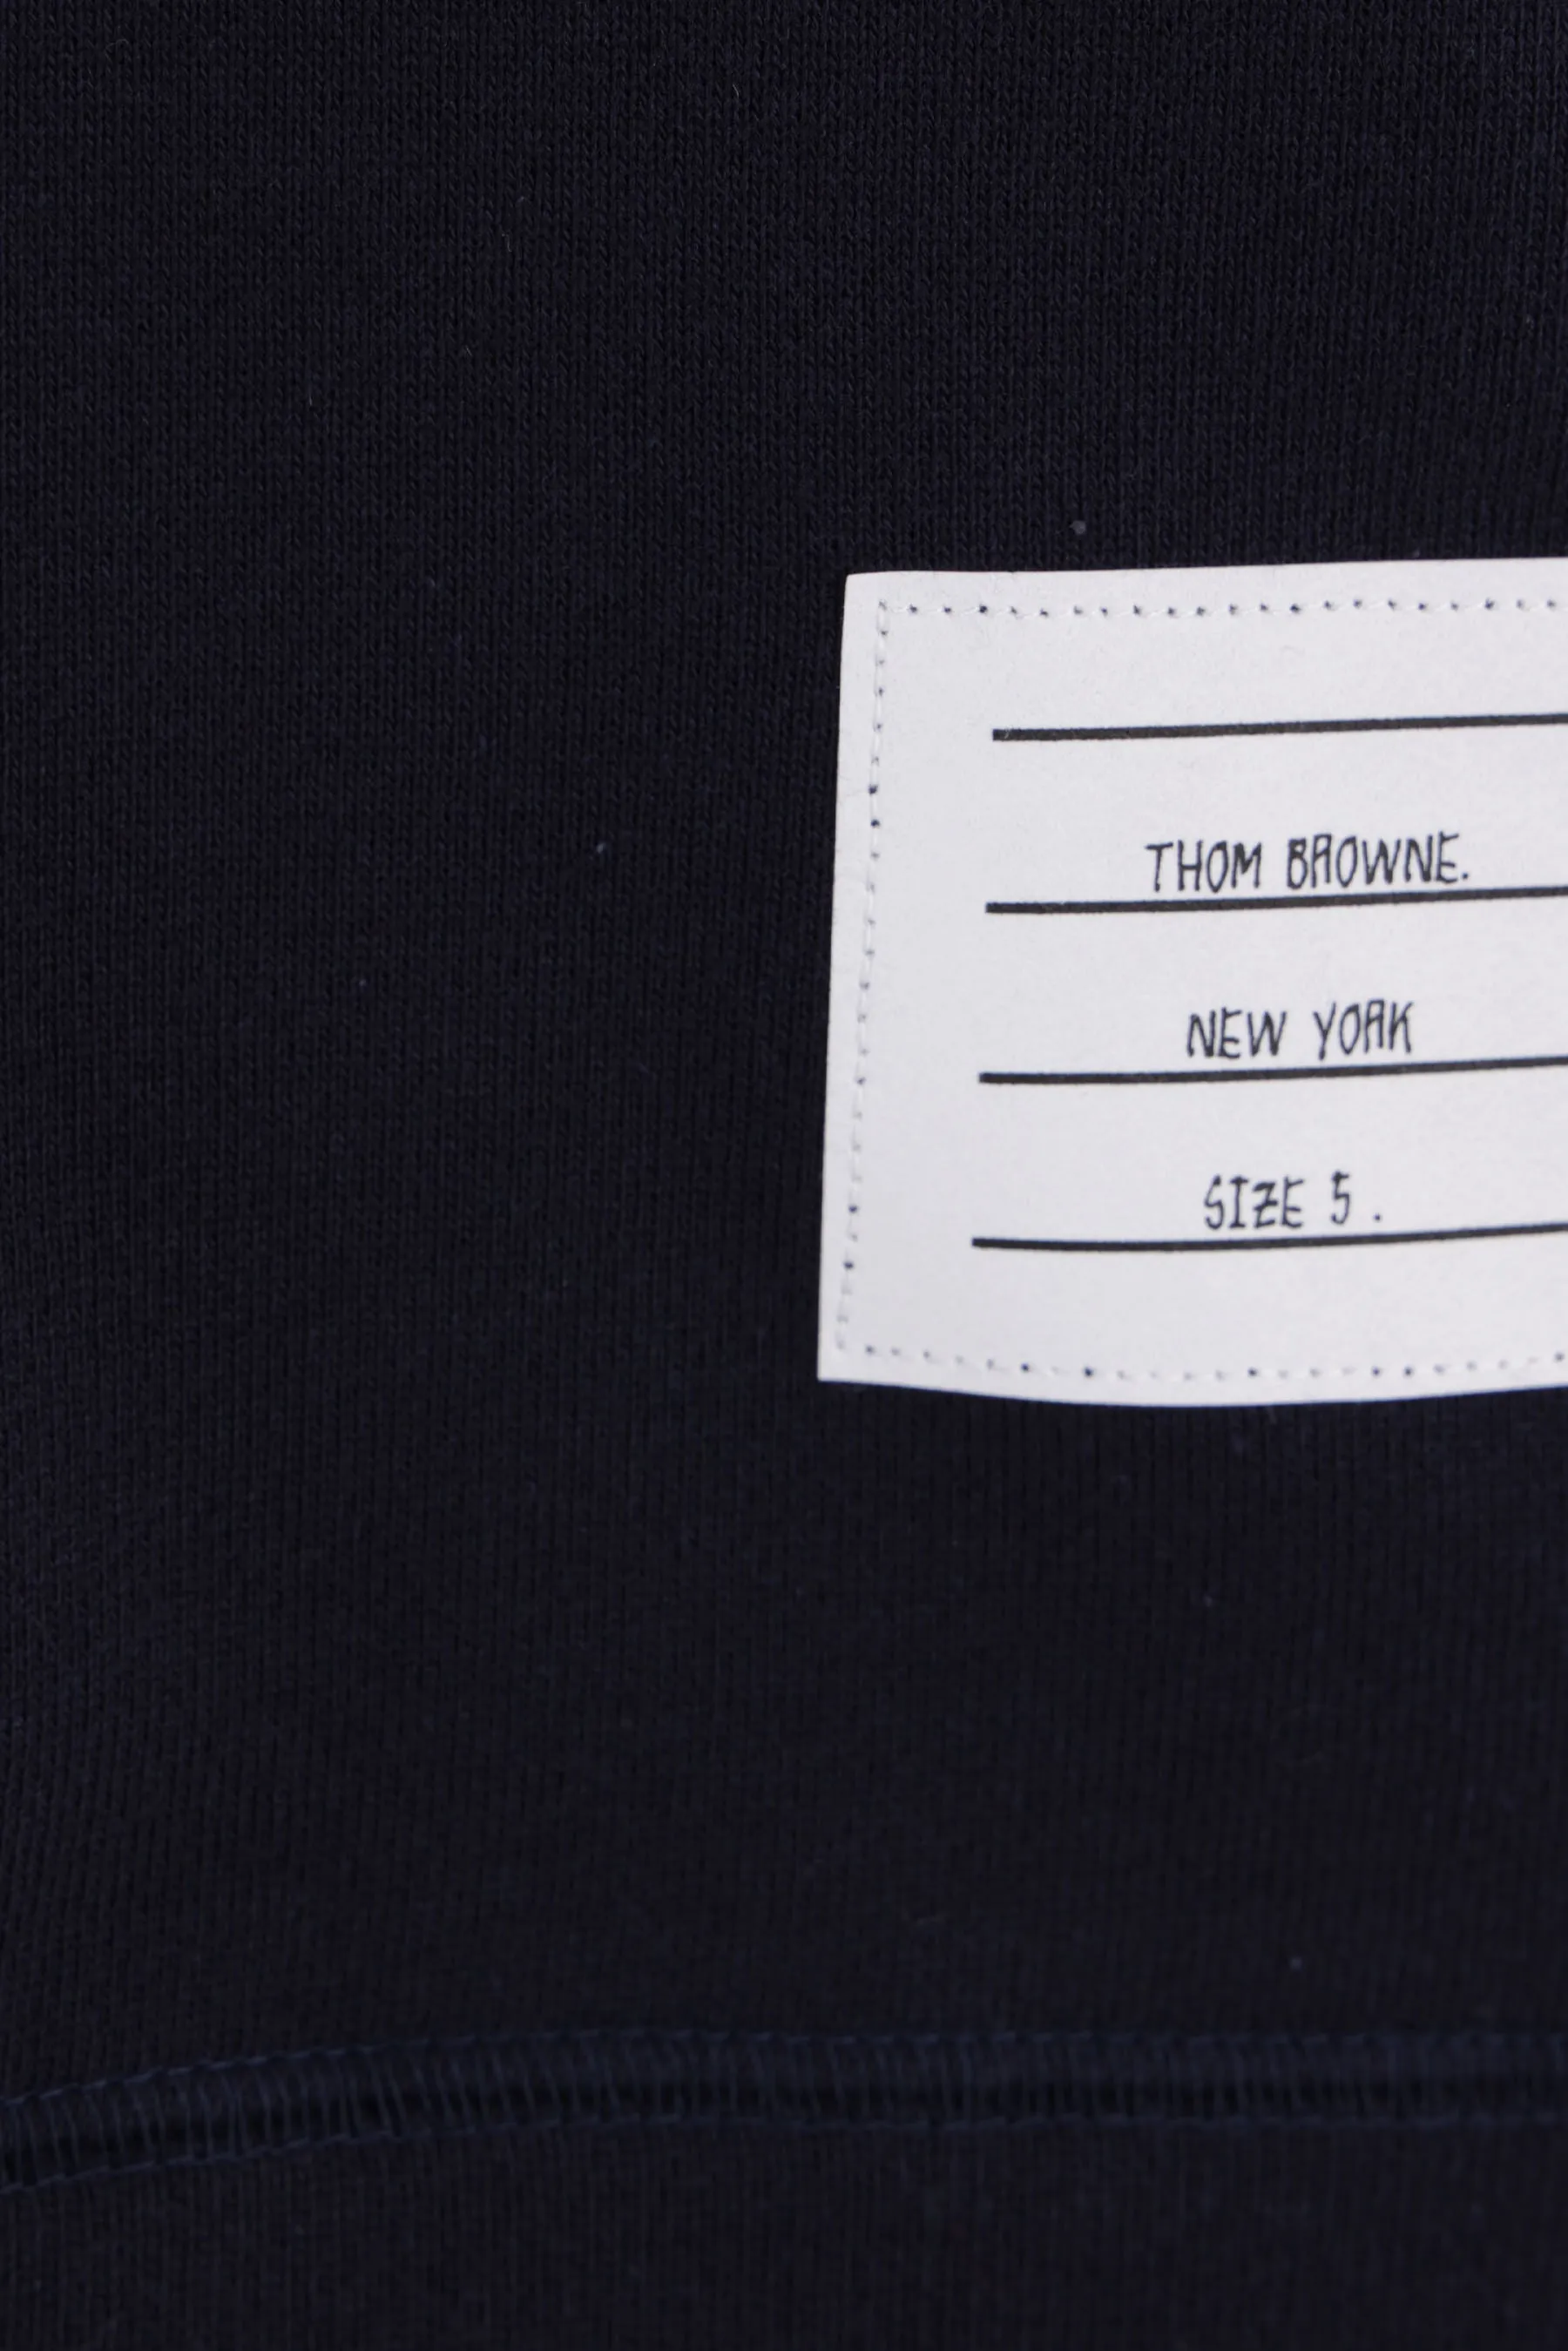 THOM BROWNE.
NEW YORK
SIZE 5 .